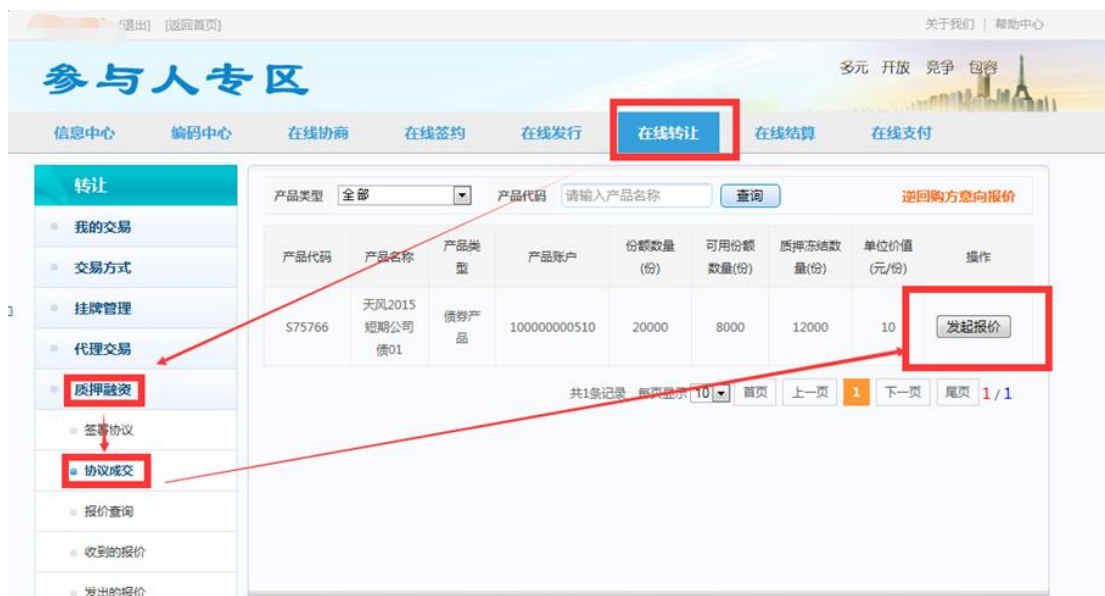 [退出] [返回首页]
关于我们 | 帮助中心
参与人专区
多元 开放 竞争 包容
信息中心 编码中心 在线协商 在线签约 在线发行 在线转让 在线结算 在线支付
转让
我的交易
交易方式
挂牌管理
代理交易
质押融资
签署协议
协议成交
报价查询
收到的报价
发出的报价
产品类型 全部 产品代码 请输入产品名称 查询 逆回购方意向报价
产品代码 产品名称 产品类型 产品账户 份额数量(份) 可用份额数量(份) 质押冻结数量(份) 单位价值(元/份) 操作
S75766 天风2015短期公司债01 债券产品 100000000510 20000 8000 12000 10 发起报价
共1条记录 每页显示 10 首页 上一页 1 下一页 尾页 1 / 1